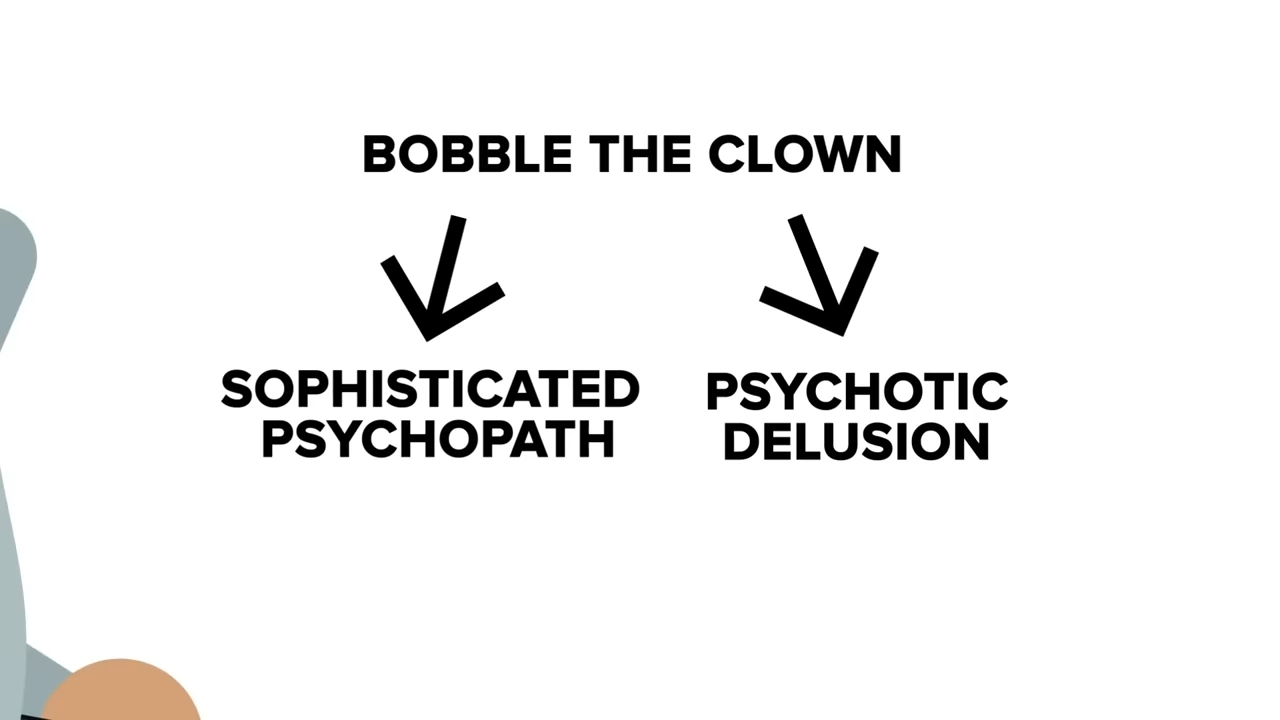 BOBBLE THE CLOWN
SOPHISTICATED
PSYCHOPATH
PSYCHOTIC
DELUSION